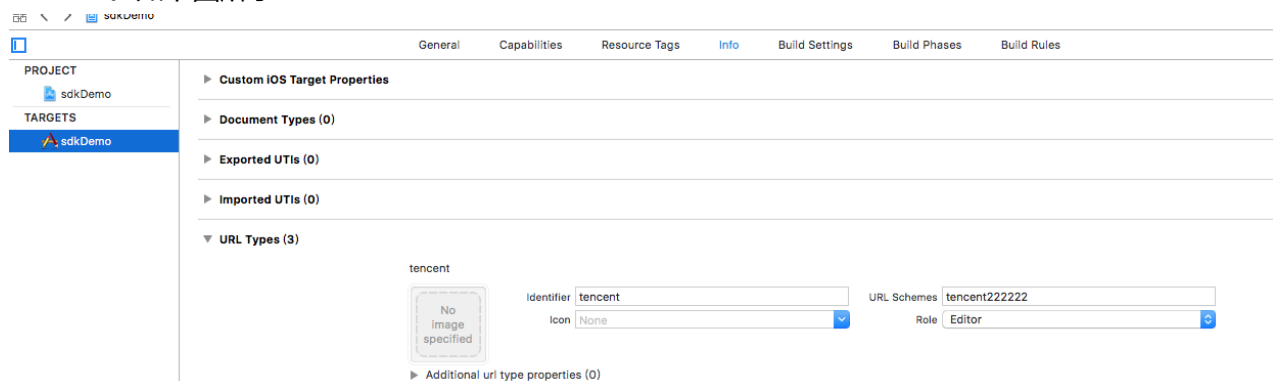 sdkDemo
General Capabilities Resource Tags Info Build Settings Build Phases Build Rules
PROJECT
sdkDemo
TARGETS
sdkDemo
Custom iOS Target Properties
Document Types (0)
Exported UTIs (0)
Imported UTIs (0)
URL Types (3)
tencent
No
image
specified
Identifier tencent
URL Schemes tencent222222
Icon None
Role Editor
Additional url type properties (0)